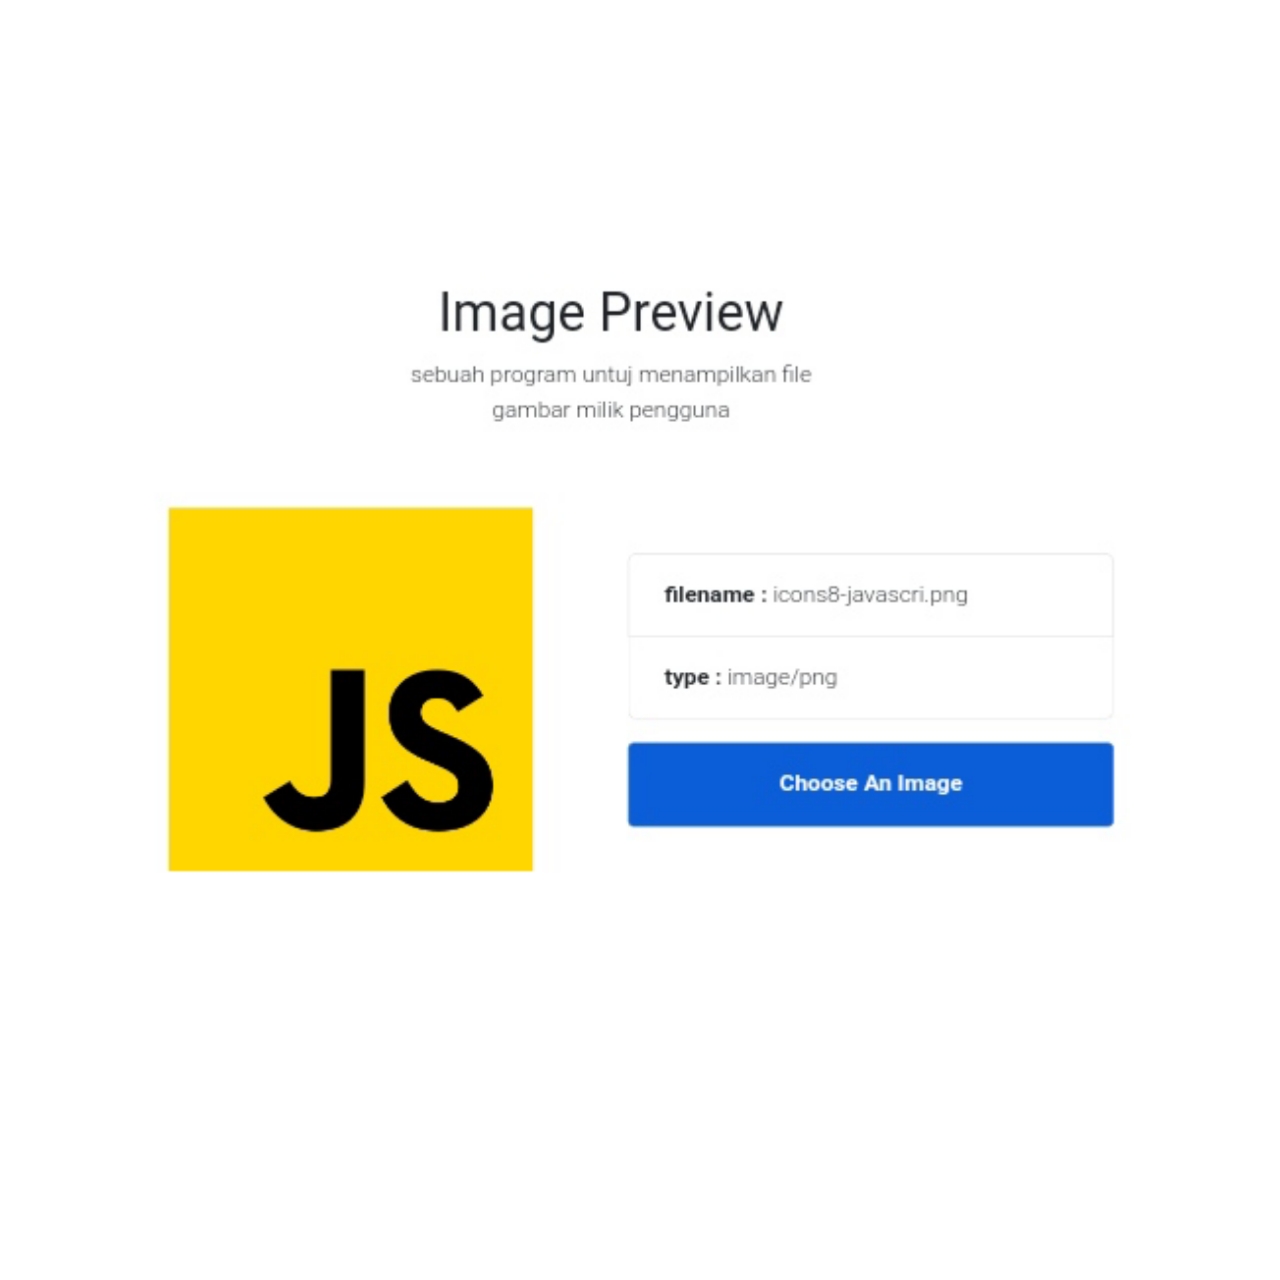 Image Preview
sebuah program untuj menampilkan file
gambar milik pengguna
JS
filename : icons8-javascri.png
type : image/png
Choose An Image